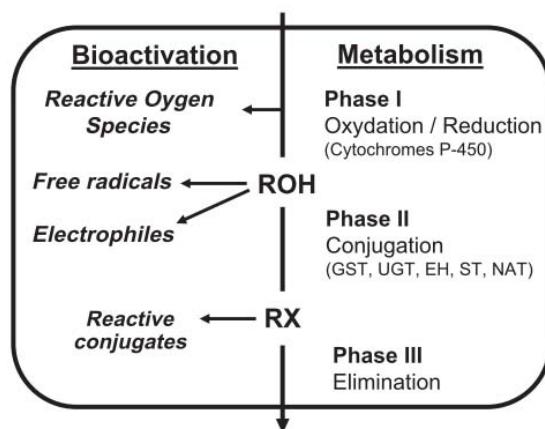 Bioactivation
Metabolism
Reactive Oygen
Species
Phase I
Oxydation / Reduction
(Cytochromes P-450)
Free radicals
ROH
Electrophiles
Phase II
Conjugation
(GST, UGT, EH, ST, NAT)
Reactive
conjugates
RX
Phase III
Elimination